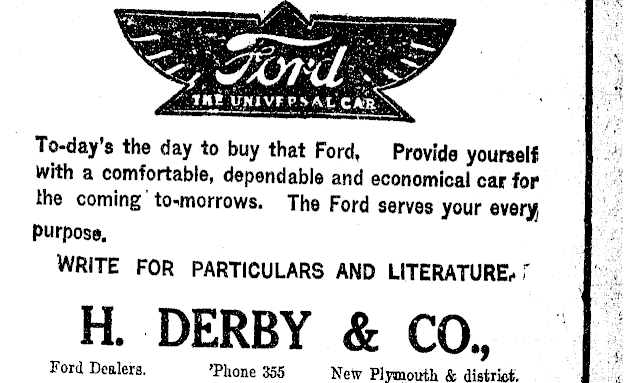 Ford
THE UNIVERSAL CAR
To-day's the day to buy that Ford. Provide yourself
with a comfortable, dependable and economical car for
the coming to-morrows. The Ford serves your every
purpose.
WRITE FOR PARTICULARS AND LITERATURE.
H. DERBY & CO.,
Ford Dealers. 'Phone 355 New Plymouth & district.